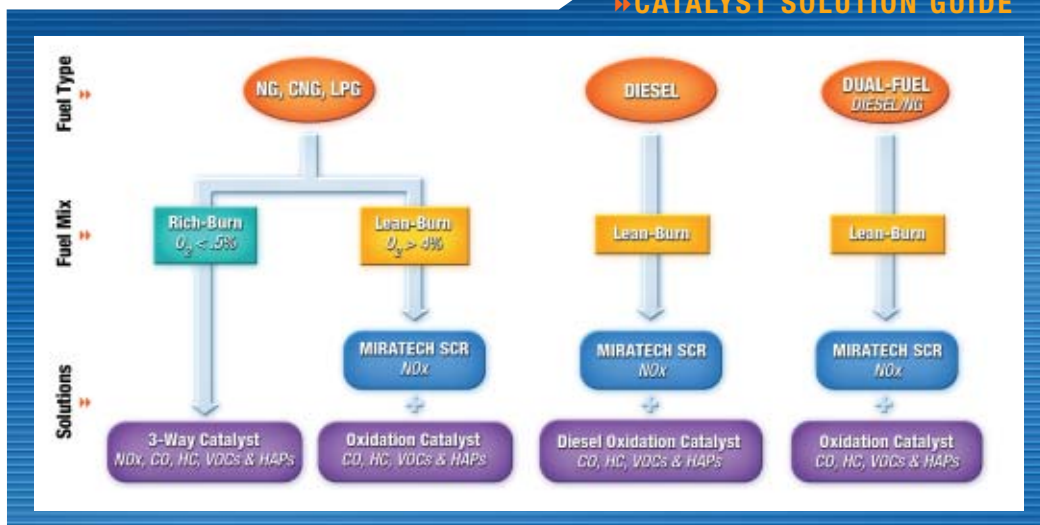 CATALYST SOLUTION GUIDE
Fuel Type
NG, CNG, LPG
DIESEL
DUAL-FUEL
DIESEL/NG
Fuel Mix
Rich-Burn
O₂ < .5%
Lean-Burn
O₂ > 4%
Lean-Burn
Lean-Burn
Solutions
MIRATECH SCR
NOx
MIRATECH SCR
NOx
MIRATECH SCR
NOx
3-Way Catalyst
NOx, CO, HC, VOCs & HAPs
Oxidation Catalyst
CO, HC, VOCs & HAPs
Diesel Oxidation Catalyst
CO, HC, VOCs & HAPs
Oxidation Catalyst
CO, HC, VOCs & HAPs